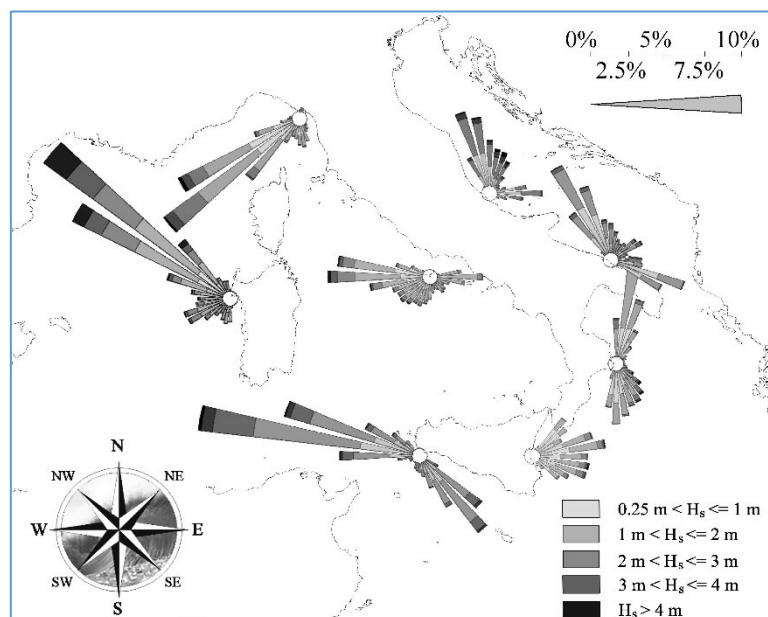 0% 5% 10%
2.5% 7.5%
N
NW NE
W E
SW SE
S
0.25 m < Hs <= 1 m
1 m < Hs <= 2 m
2 m < Hs <= 3 m
3 m < Hs <= 4 m
Hs > 4 m